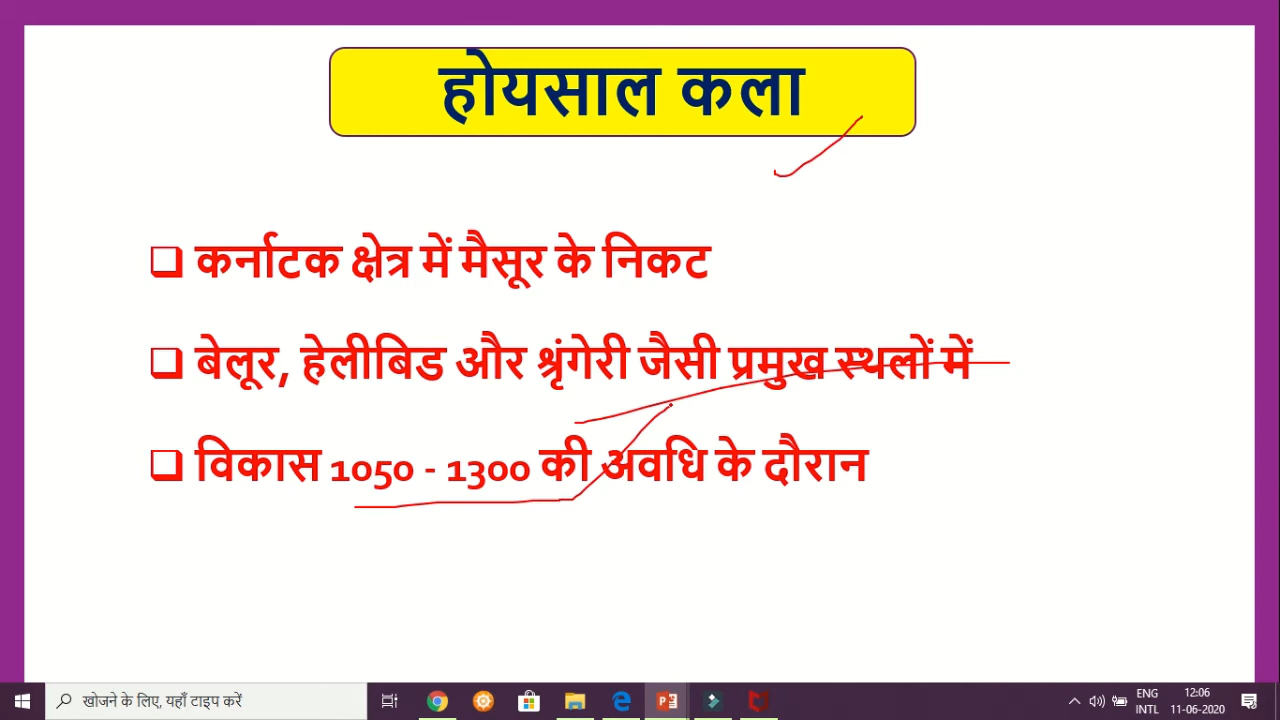 होयसाल कला
कर्नाटक क्षेत्र में मैसूर के निकट
बेलूर, हेलीबिड और श्रृंगेरी जैसी प्रमुख स्थलों में
विकास 1050 - 1300 की अवधि के दौरान
खोजने के लिए, यहाँ टाइप करें
ENG
INTL
12:06
11-06-2020